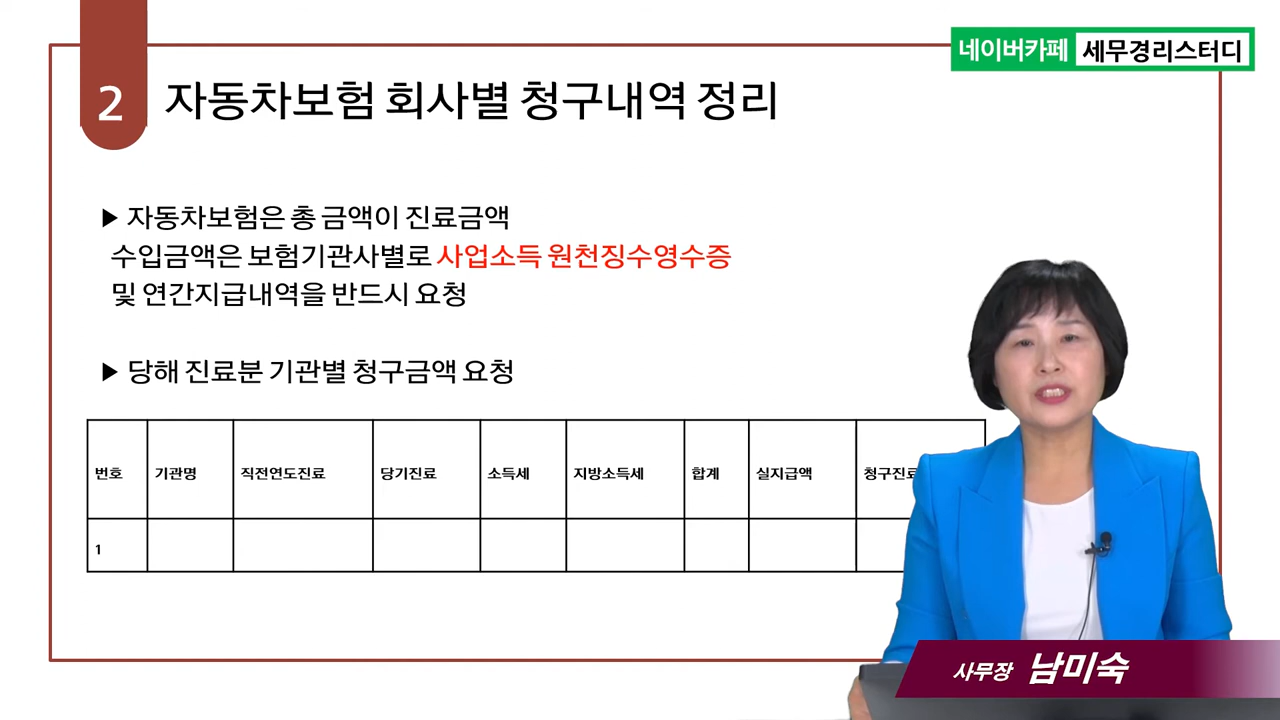 네이버카페 세무경리스터디
2 자동차보험 회사별 청구내역 정리
▶ 자동차보험은 총 금액이 진료금액
수입금액은 보험기관사별로 사업소득 원천징수영수증
및 연간지급내역을 반드시 요청
▶ 당해 진료분 기관별 청구금액 요청
번호 기관명 직전연도진료 당기진료 소득세 지방소득세 합계 실지급액
1
사무장 남미숙